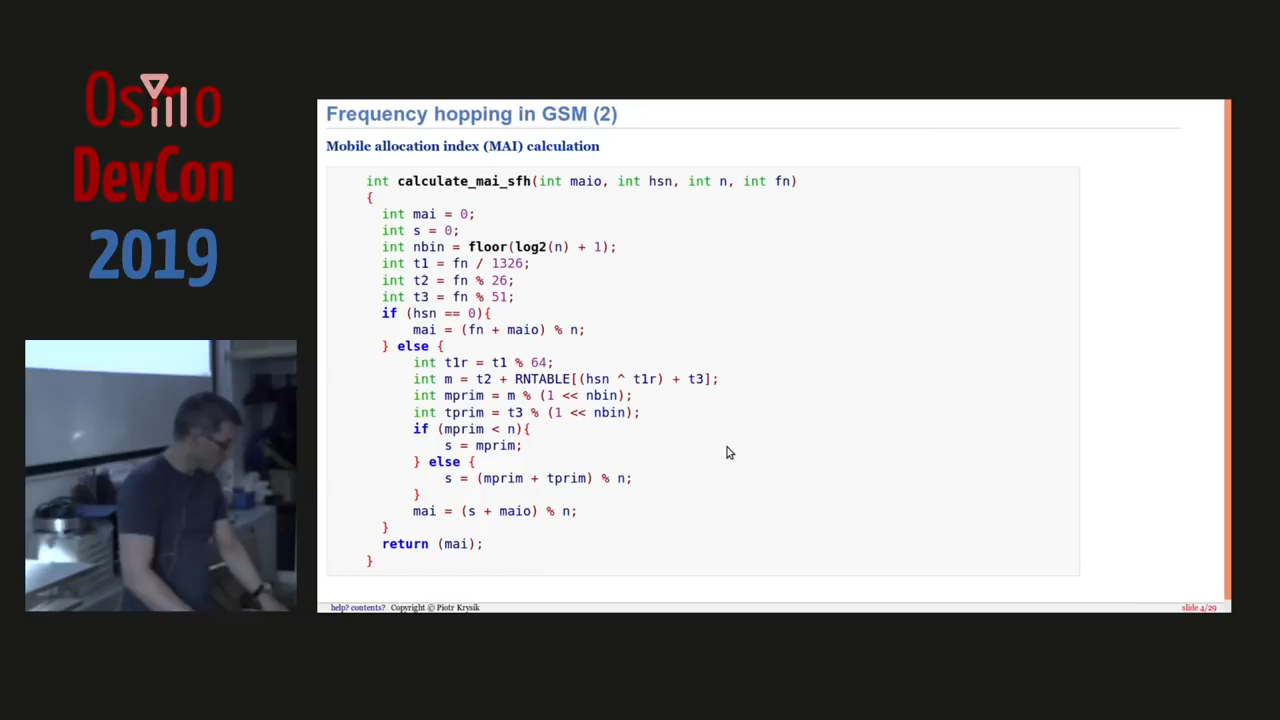 Osmo
DevCon
2019
Frequency hopping in GSM (2)
Mobile allocation index (MAI) calculation
int calculate_mai_sfh(int maio, int hsn, int n, int fn)
{
int mai = 0;
int s = 0;
int nbin = floor(log2(n) + 1);
int t1 = fn / 1326;
int t2 = fn % 26;
int t3 = fn % 51;
if (hsn == 0){
mai = (fn + maio) % n;
} else {
int t1r = t1 % 64;
int m = t2 + RNTABLE[(hsn ^ t1r) + t3];
int mprim = m % (1 << nbin);
int tprim = t3 % (1 << nbin);
if (mprim < n){
s = mprim;
} else {
s = (mprim + tprim) % n;
}
mai = (s + maio) % n;
}
return (mai);
}
help? contents? Copyright © Piotr Krysik
slide 4/29